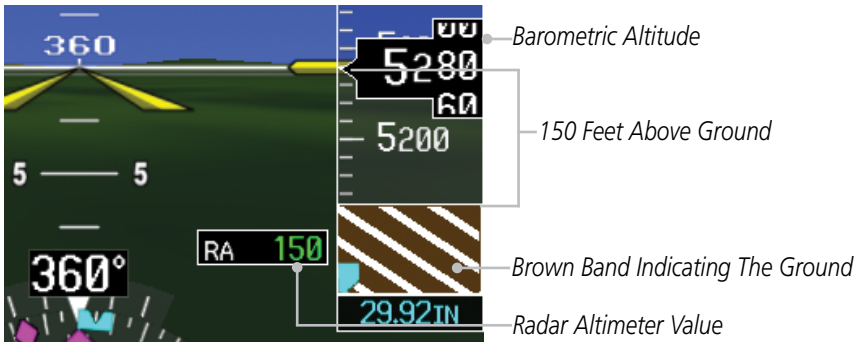 00
360
Barometric Altitude
5280
60
150 Feet Above Ground
5200
5 5
RA 150
360°
Brown Band Indicating The Ground
29.92IN
Radar Altimeter Value